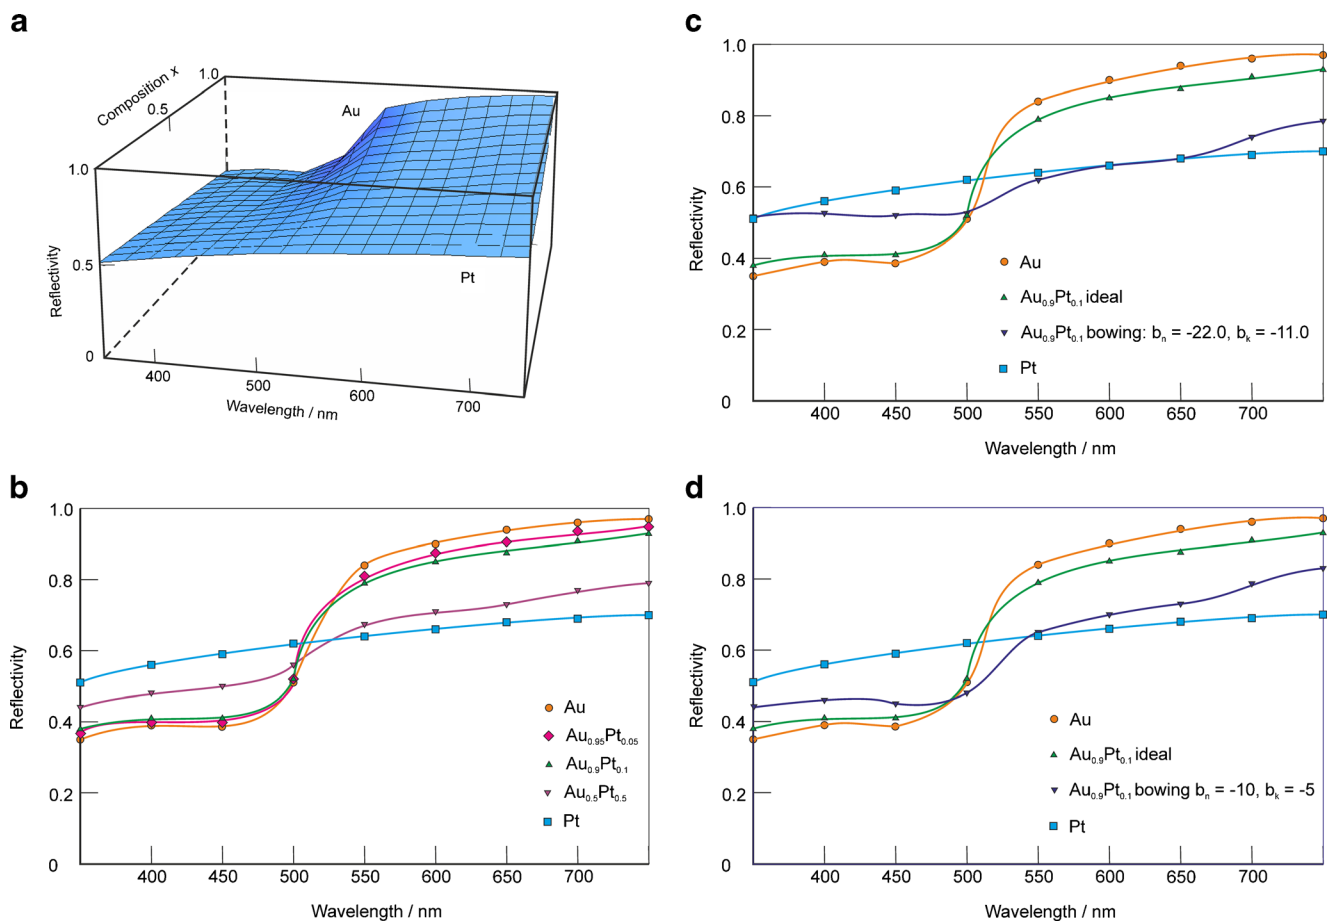 a
Composition x
1.0
0.5
Au
1.0
0.5
Reflectivity
Pt
0
400
500
600
700
Wavelength / nm
c
1.0
0.8
0.6
0.4
0.2
0
Reflectivity
Au
Au0.9Pt0.1 ideal
Au0.9Pt0.1 bowing: bn = -22.0, bk = -11.0
Pt
400 450 500 550 600 650 700
Wavelength / nm
b
1.0
0.8
0.6
0.4
0.2
0
Reflectivity
Au
Au0.95Pt0.05
Au0.9Pt0.1
Au0.5Pt0.5
Pt
400 450 500 550 600 650 700
Wavelength / nm
d
1.0
0.8
0.6
0.4
0.2
0
Reflectivity
Au
Au0.9Pt0.1 ideal
Au0.9Pt0.1 bowing bn = -10, bk = -5
Pt
400 450 500 550 600 650 700
Wavelength / nm